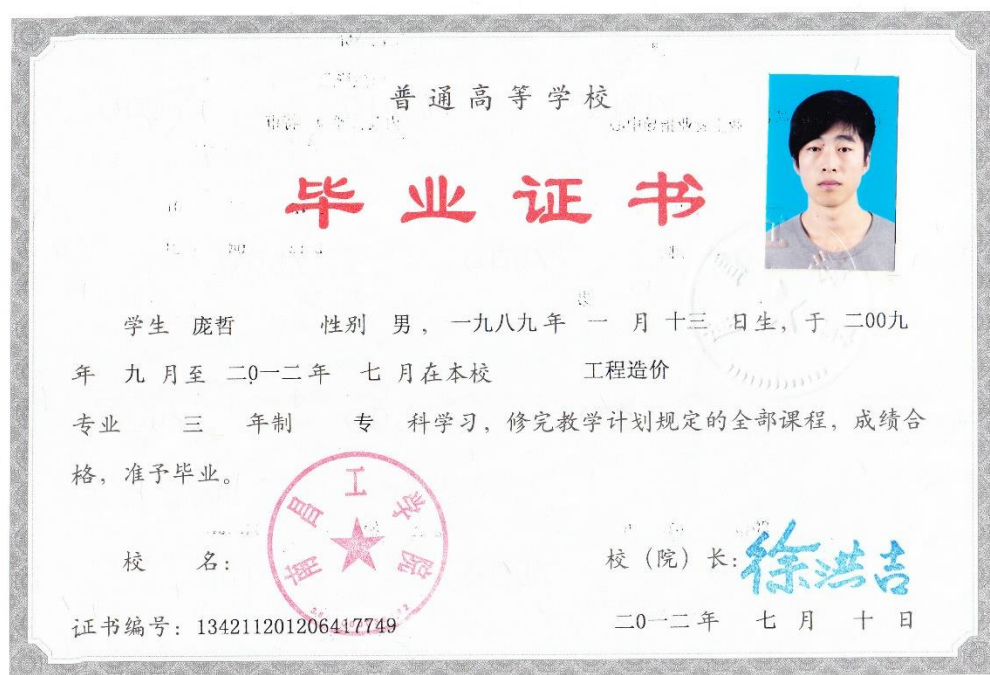 普通高等学校
毕业证书
学生 庞哲 性别 男，一九八九年 一 月 十三 日生，于 二00九
年 九 月至 二0一二年 七 月在本校 工程造价
专业 三 年制 专 科学习，修完教学计划规定的全部课程，成绩合
格，准予毕业。
南昌工学院
校 名： 校（院）长：徐洪吉
证书编号：134211201206417749 二0一二年 七 月 十 日